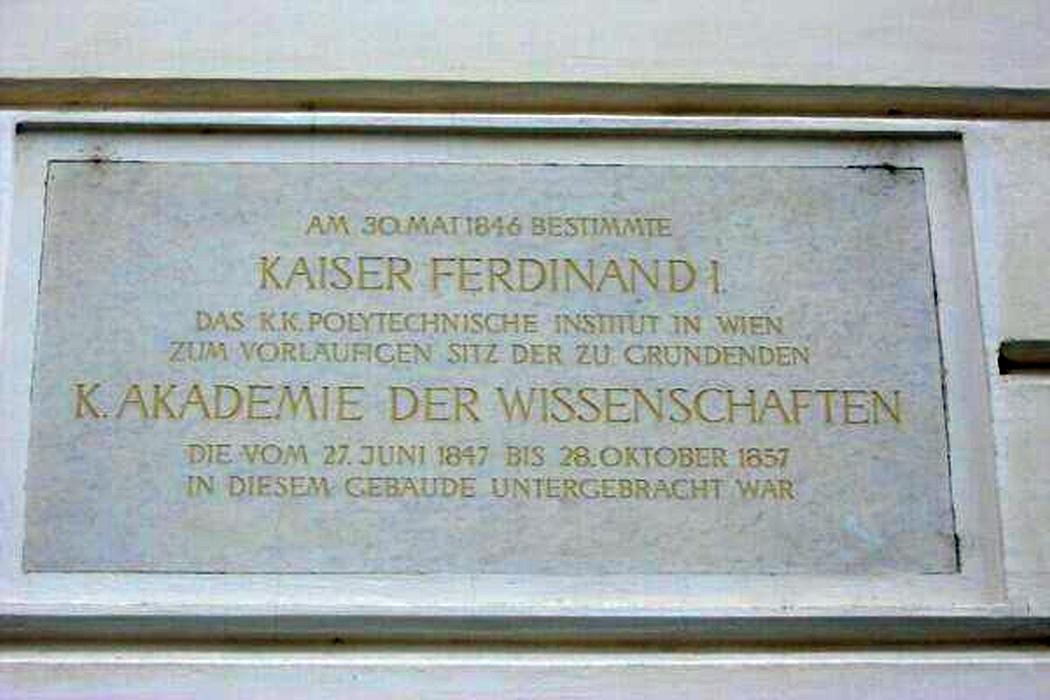 AM 30. MAI 1846 BESTIMMTE
KAISER FERDINAND I.
DAS K.K. POLYTECHNISCHE INSTITUT IN WIEN
ZUM VORLÄUFIGEN SITZ DER ZU GRÜNDENDEN
K. AKADEMIE DER WISSENSCHAFTEN
DIE VOM 27. JUNI 1847 BIS 28. OKTOBER 1857
IN DIESEM GEBÄUDE UNTERGEBRACHT WAR